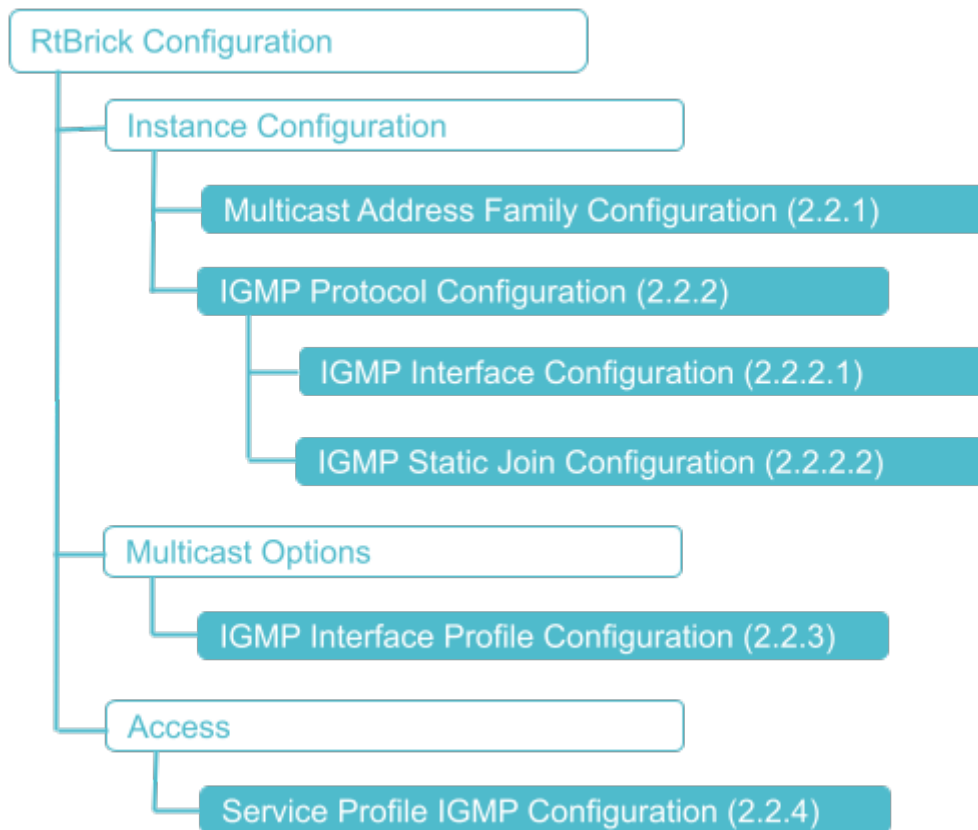 RtBrick Configuration
Instance Configuration
Multicast Address Family Configuration (2.2.1)
IGMP Protocol Configuration (2.2.2)
IGMP Interface Configuration (2.2.2.1)
IGMP Static Join Configuration (2.2.2.2)
Multicast Options
IGMP Interface Profile Configuration (2.2.3)
Access
Service Profile IGMP Configuration (2.2.4)